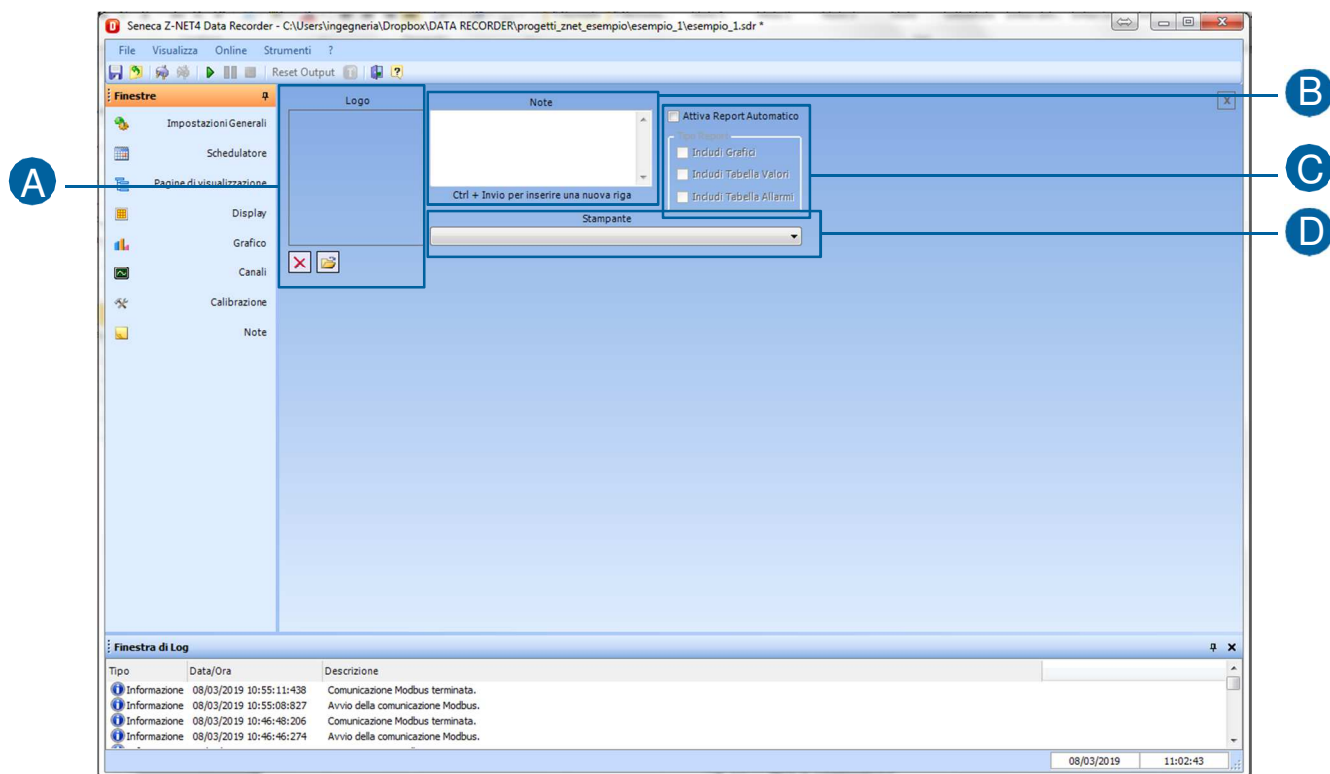 Seneca Z-NET4 Data Recorder - C:\Users\ingegneria\Dropbox\DATA RECORDER\progetti_znet_esempio\esempio_1\esempio_1.sdr *
File Visualizza Online Strumenti ?
Reset Output
Finestre
Impostazioni Generali
Schedulatore
Pagine di visualizzazione
Display
Grafico
Canali
Calibrazione
Note
Logo
Note
Ctrl + Invio per inserire una nuova riga
Attiva Report Automatico
Includi Grafici
Includi Tabella Valori
Includi Tabella Allarmi
Stampante
X
A
B
C
D
Finestra di Log
Tipo Data/Ora Descrizione
Informazione 08/03/2019 10:55:11:438 Comunicazione Modbus terminata.
Informazione 08/03/2019 10:55:08:827 Avvio della comunicazione Modbus.
Informazione 08/03/2019 10:46:48:206 Comunicazione Modbus terminata.
Informazione 08/03/2019 10:46:46:274 Avvio della comunicazione Modbus.
08/03/2019 11:02:43